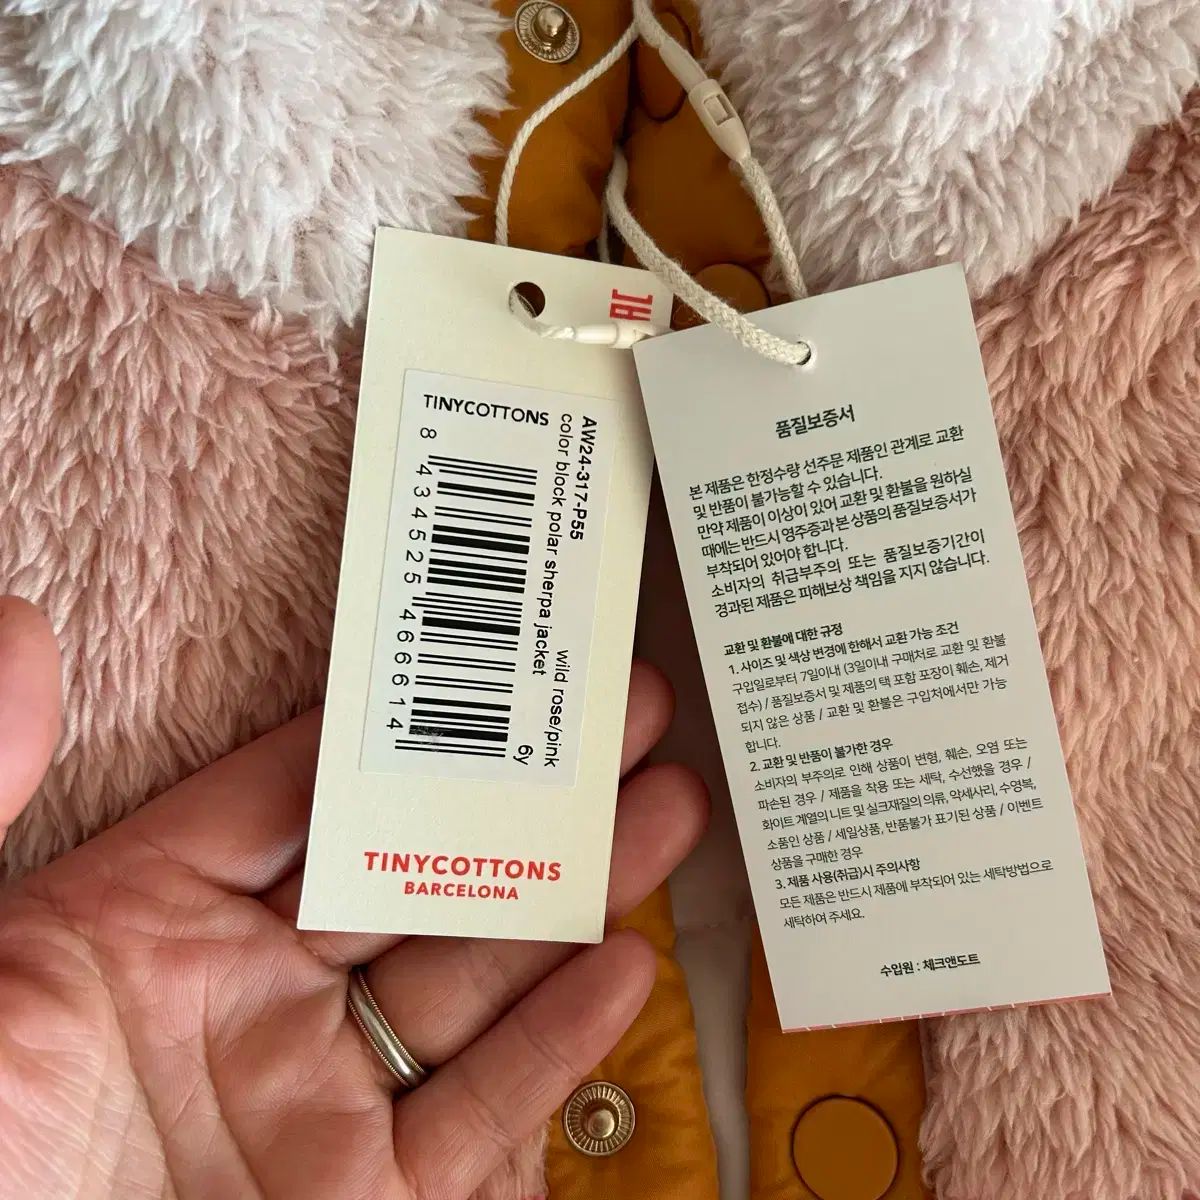 TINYCOTTONS
AW24-317-P55
color block polar sherpa jacket
wild rose/pink
6y
8 434525 466614
TINYCOTTONS
BARCELONA
품질보증서
본 제품은 한정수량 선주문 제품인 관계로 교환
및 반품이 불가능할 수 있습니다.
만약 제품이 이상이 있어 교환 및 환불을 원하실
때에는 반드시 영주증과 본 상품의 품질보증서가
부착되어 있어야 합니다.
소비자의 취급부주의 또는 품질보증기간이
경과된 제품은 피해보상 책임을 지지 않습니다.
교환 및 환불에 대한 규정
1. 사이즈 및 색상 변경에 한해서 교환 가능 조건
구입일로부터 7일이내 (3일이내 구매처로 교환 및 환불
접수) / 품질보증서 및 제품의 택 포함 포장이 훼손, 제거
되지 않은 상품 / 교환 및 환불은 구입처에서만 가능
합니다.
2. 교환 및 반품이 불가한 경우
소비자의 부주의로 인해 상품이 변형, 훼손, 오염 또는
파손된 경우 / 제품을 착용 또는 세탁, 수선했을 경우 /
화이트 계열의 니트 및 실크재질의 의류, 악세사리, 수영복,
소품인 상품 / 세일상품, 반품불가 표기된 상품 / 이벤트
상품을 구매한 경우
3. 제품 사용(취급)시 주의사항
모든 제품은 반드시 제품에 부착되어 있는 세탁방법으로
세탁하여 주세요.
수입원 : 체크앤도트